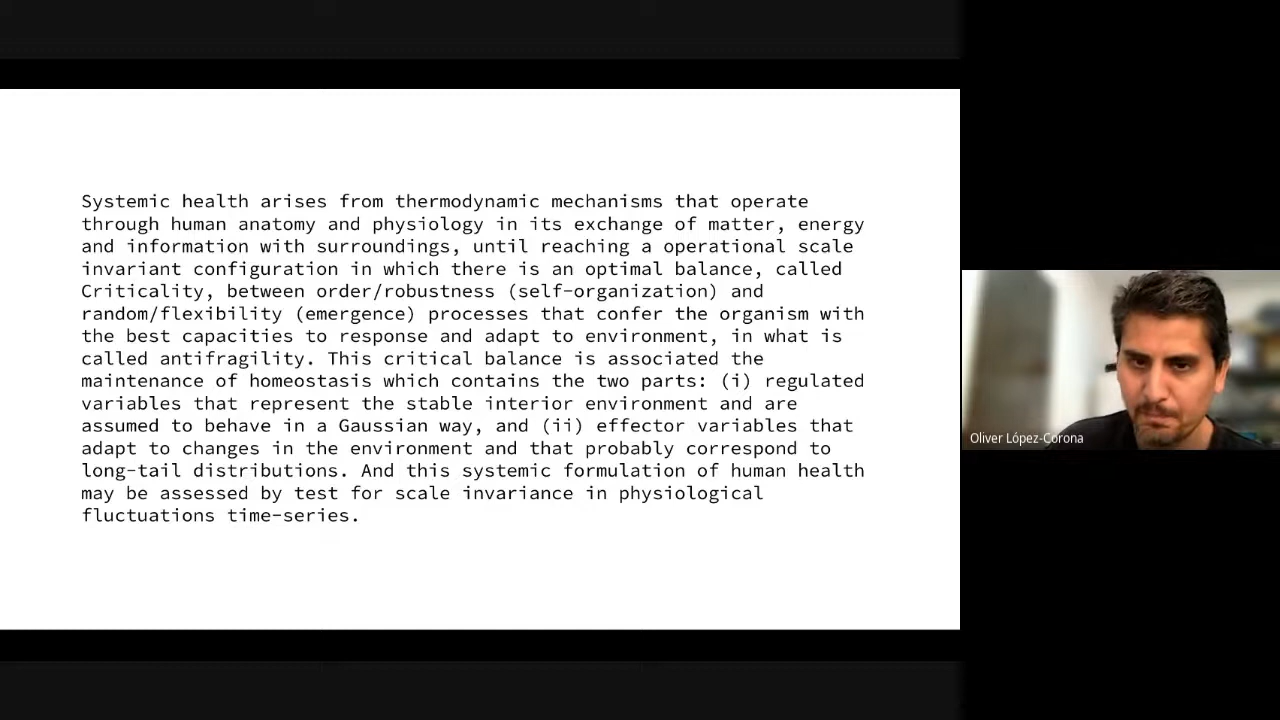 Systemic health arises from thermodynamic mechanisms that operate
through human anatomy and physiology in its exchange of matter, energy
and information with surroundings, until reaching a operational scale
invariant configuration in which there is an optimal balance, called
Criticality, between order/robustness (self-organization) and
random/flexibility (emergence) processes that confer the organism with
the best capacities to response and adapt to environment, in what is
called antifragility. This critical balance is associated the
maintenance of homeostasis which contains the two parts: (i) regulated
variables that represent the stable interior environment and are
assumed to behave in a Gaussian way, and (ii) effector variables that
adapt to changes in the environment and that probably correspond to
long-tail distributions. And this systemic formulation of human health
may be assessed by test for scale invariance in physiological
fluctuations time-series.
Oliver López-Corona